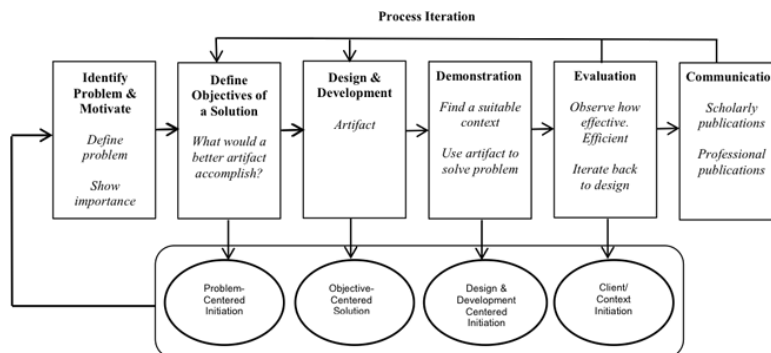 Process Iteration
Identify
Problem &
Motivate
Define
problem
Show
importance
Define
Objectives of
a Solution
What would a
better artifact
accomplish?
Design &
Development
Artifact
Demonstration
Find a suitable
context
Use artifact to
solve problem
Evaluation
Observe how
effective.
Efficient
Iterate back
to design
Communication
Scholarly
publications
Professional
publications
Problem-
Centered
Initiation
Objective-
Centered
Solution
Design &
Development
Centered
Initiation
Client/
Context
Initiation